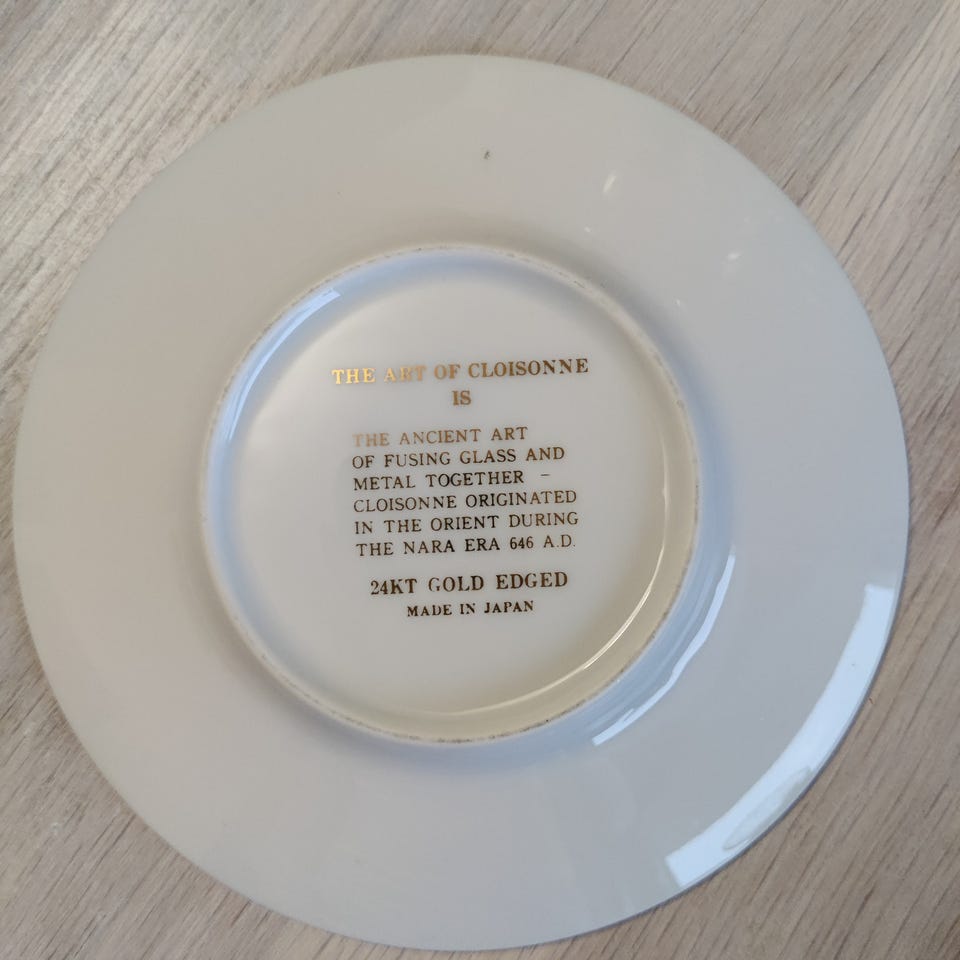 THE ART OF CLOISONNE
IS
THE ANCIENT ART
OF FUSING GLASS AND
METAL TOGETHER –
CLOISONNE ORIGINATED
IN THE ORIENT DURING
THE NARA ERA 646 A.D.
24KT GOLD EDGED
MADE IN JAPAN